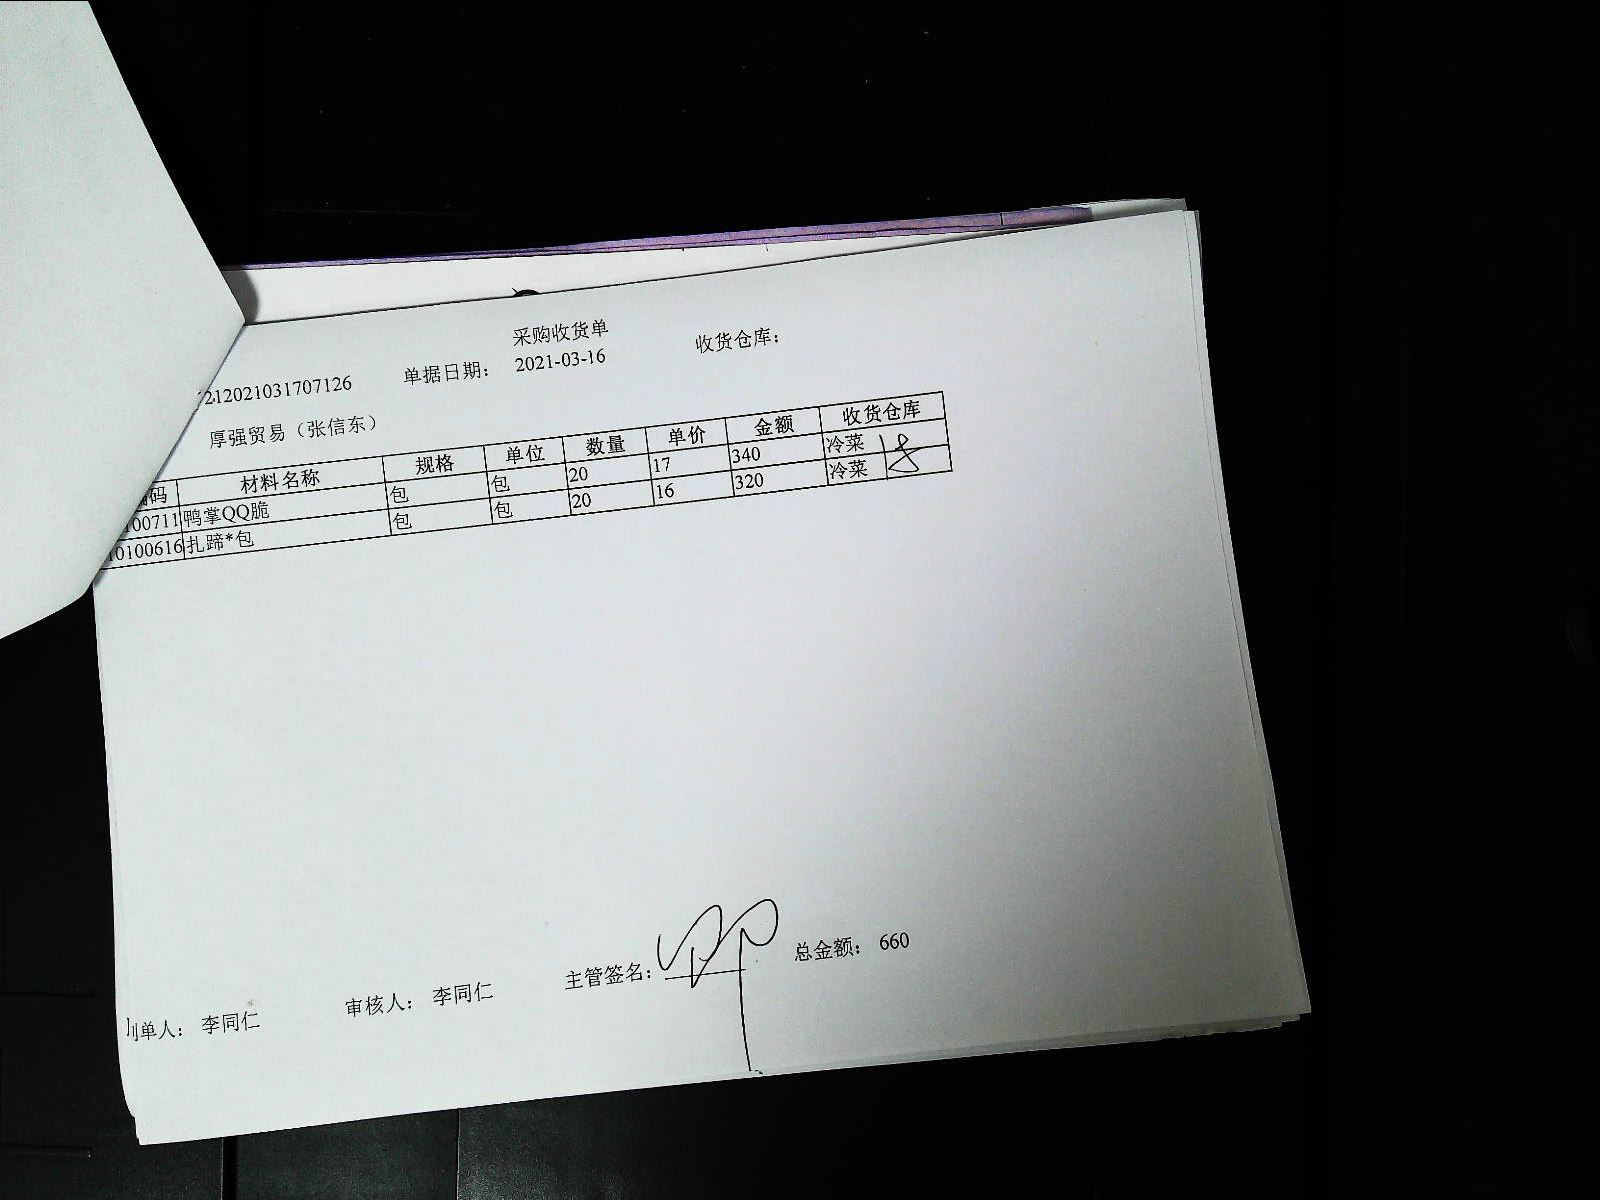 采购收货单
212021031707126 单据日期： 2021-03-16 收货仓库：
厚强贸易（张信东）
编码 材料名称 规格 单位 数量 单价 金额 收货仓库
100711 鸭掌QQ脆 包 包 20 17 340 冷菜
10100616 扎蹄*包 包 包 20 16 320 冷菜
制单人： 李同仁 审核人： 李同仁 主管签名： 总金额： 660